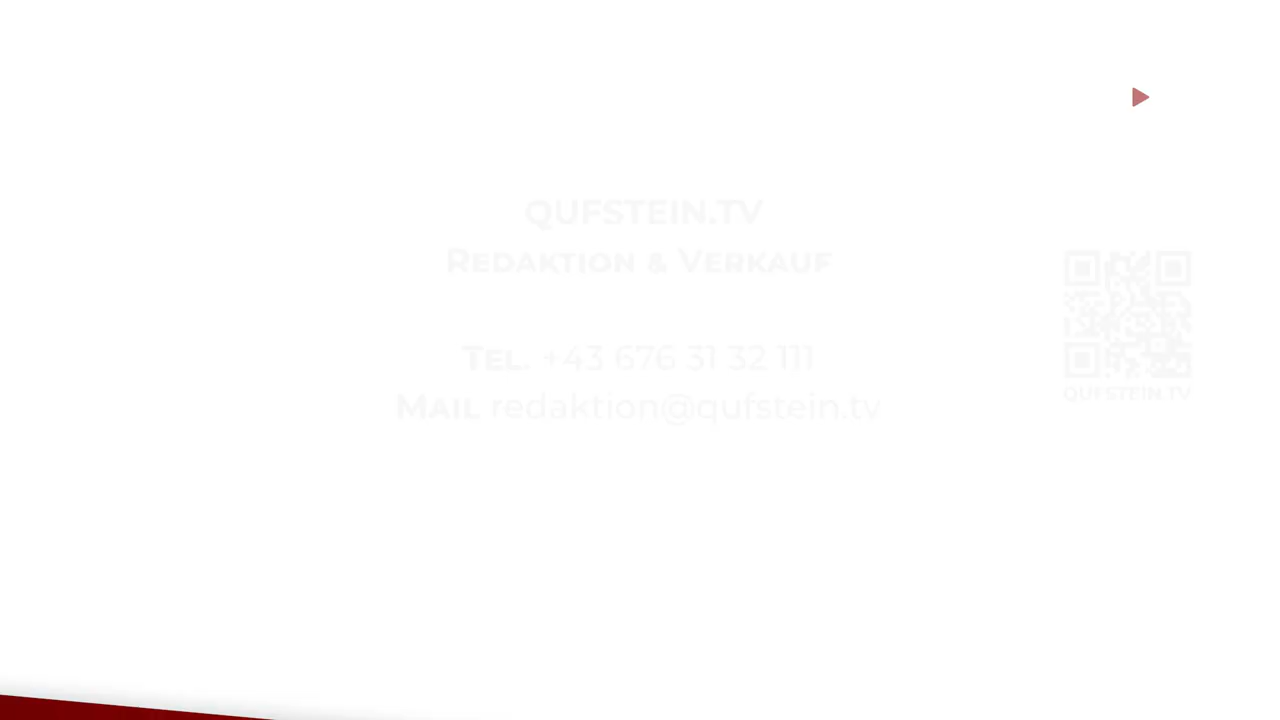 QUFSTEIN.TV
REDAKTION & VERKAUF
TEL. +43 676 31 32 111
MAIL redaktion@qufstein.tv
QUFSTEIN.TV